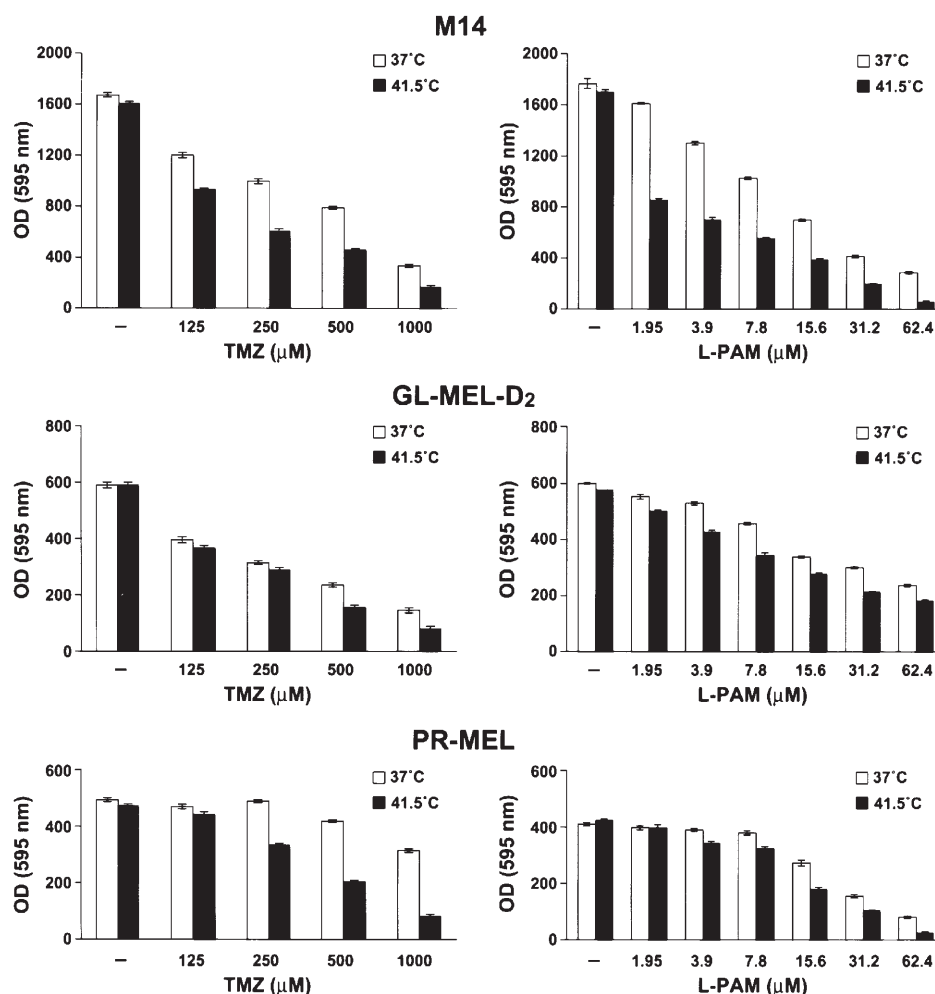 M14
2000
1600
1200
800
400
0
OD (595 nm)
37°C
41.5°C
– 125 250 500 1000
TMZ (μM)
2000
1600
1200
800
400
0
OD (595 nm)
37°C
41.5°C
– 1.95 3.9 7.8 15.6 31.2 62.4
L-PAM (μM)
GL-MEL-D₂
800
600
400
200
0
OD (595 nm)
37°C
41.5°C
– 125 250 500 1000
TMZ (μM)
800
600
400
200
0
OD (595 nm)
37°C
41.5°C
– 1.95 3.9 7.8 15.6 31.2 62.4
L-PAM (μM)
PR-MEL
600
400
200
0
OD (595 nm)
37°C
41.5°C
– 125 250 500 1000
TMZ (μM)
600
400
200
0
OD (595 nm)
37°C
41.5°C
– 1.95 3.9 7.8 15.6 31.2 62.4
L-PAM (μM)